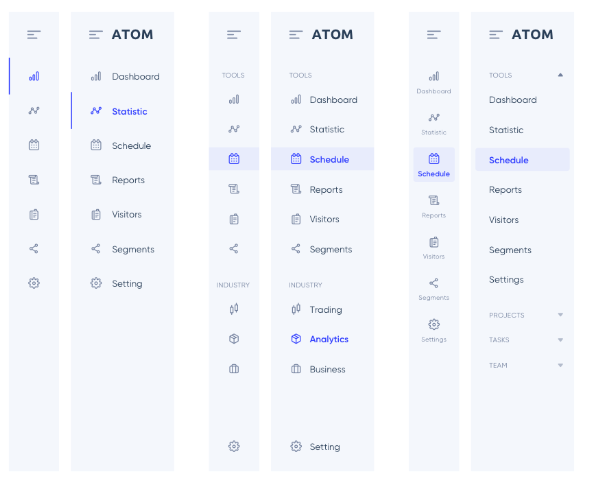 ATOM
Dashboard
Statistic
Schedule
Reports
Visitors
Segments
Setting
TOOLS
INDUSTRY
ATOM
TOOLS
Dashboard
Statistic
Schedule
Reports
Visitors
Segments
INDUSTRY
Trading
Analytics
Business
Setting
Dashboard
Statistic
Schedule
Reports
Visitors
Segments
Settings
ATOM
TOOLS
Dashboard
Statistic
Schedule
Reports
Visitors
Segments
Settings
PROJECTS
TASKS
TEAM